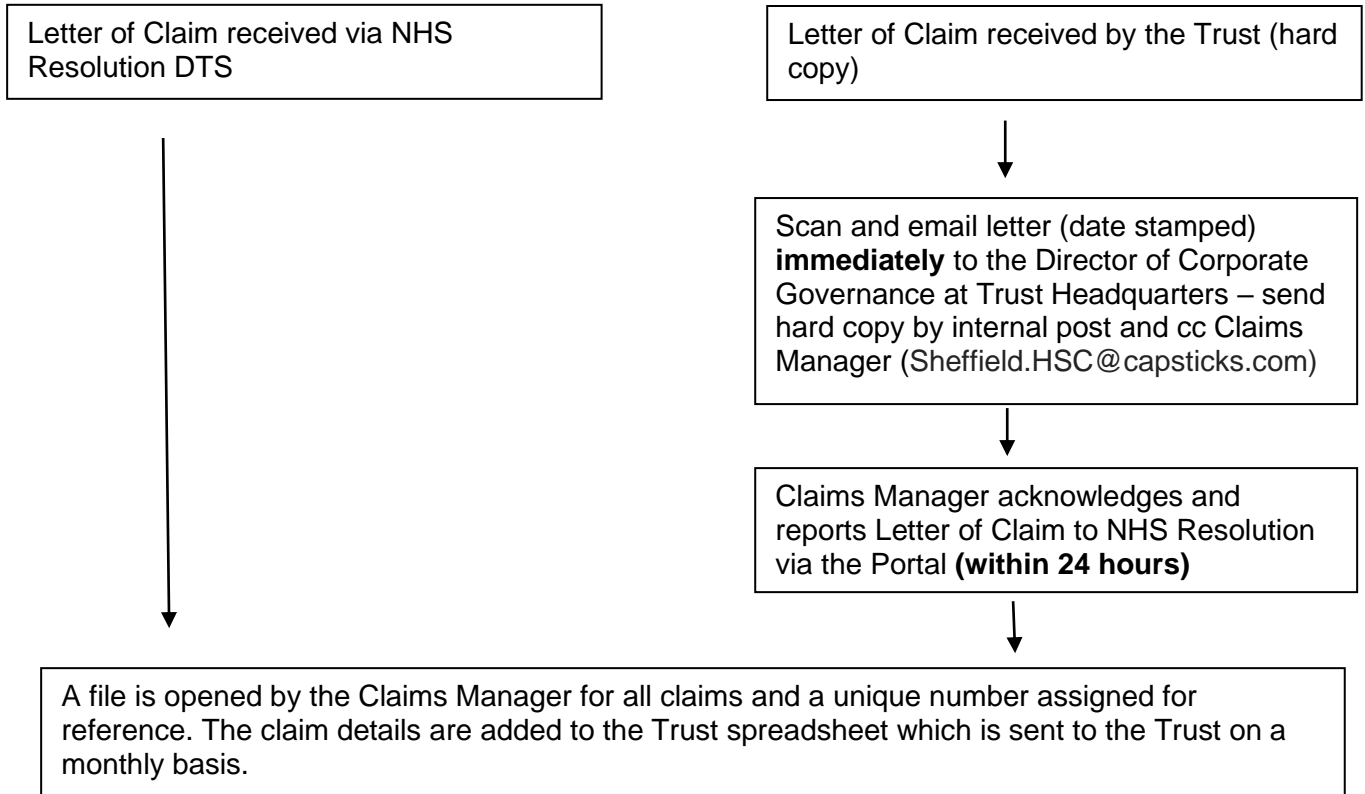 Letter of Claim received via NHS
Resolution DTS
Letter of Claim received by the Trust (hard
copy)
Scan and email letter (date stamped)
immediately to the Director of Corporate
Governance at Trust Headquarters – send
hard copy by internal post and cc Claims
Manager (Sheffield.HSC@capsticks.com)
Claims Manager acknowledges and
reports Letter of Claim to NHS Resolution
via the Portal (within 24 hours)
A file is opened by the Claims Manager for all claims and a unique number assigned for
reference. The claim details are added to the Trust spreadsheet which is sent to the Trust on a
monthly basis.